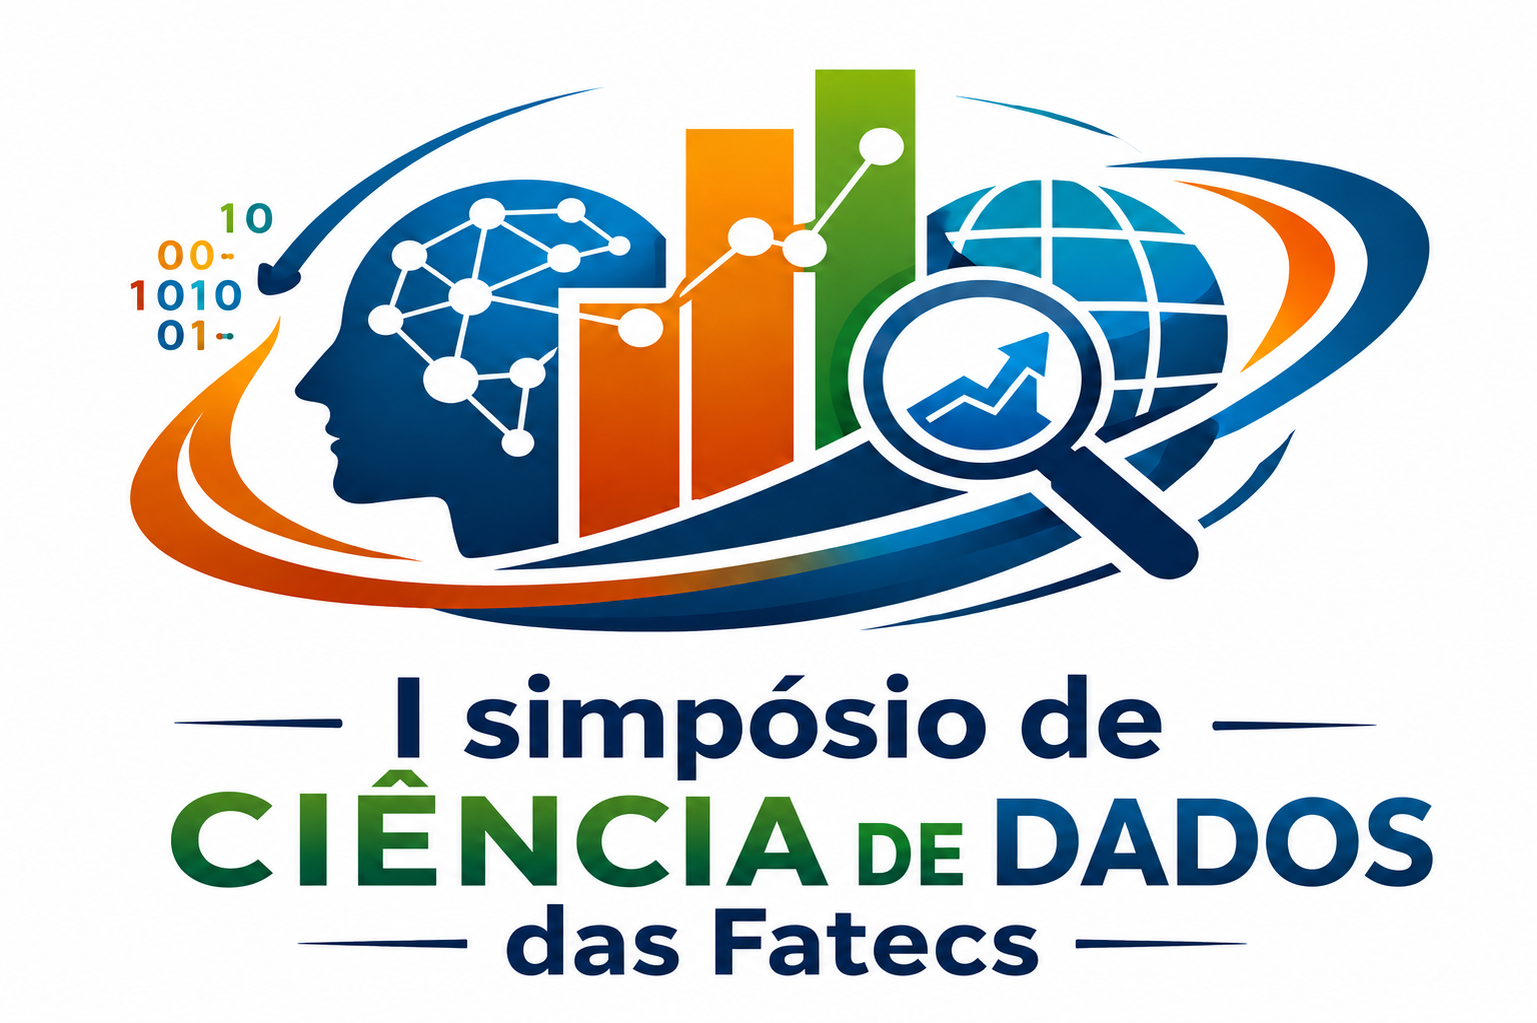 10
00-
1010
01-
I simpósio de
CIÊNCIA DE DADOS
das Fatecs